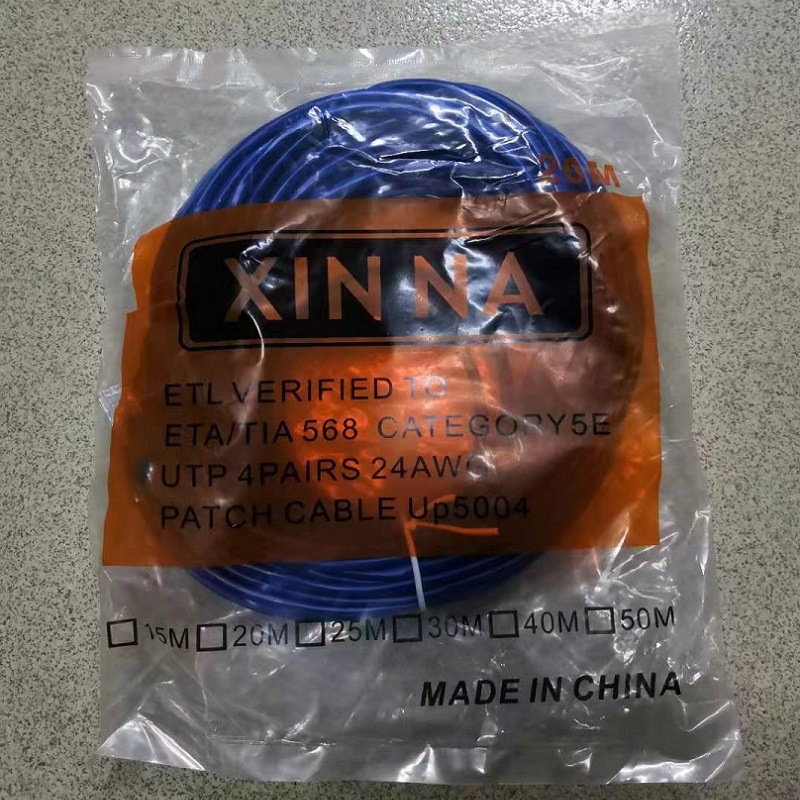 20M
XIN NA
ETL VERIFIED TO
ETA/TIA 568 CATEGORY5E
UTP 4PAIRS 24AWG
PATCH CABLE Up5004
15M 20M 25M 30M 40M 50M
MADE IN CHINA